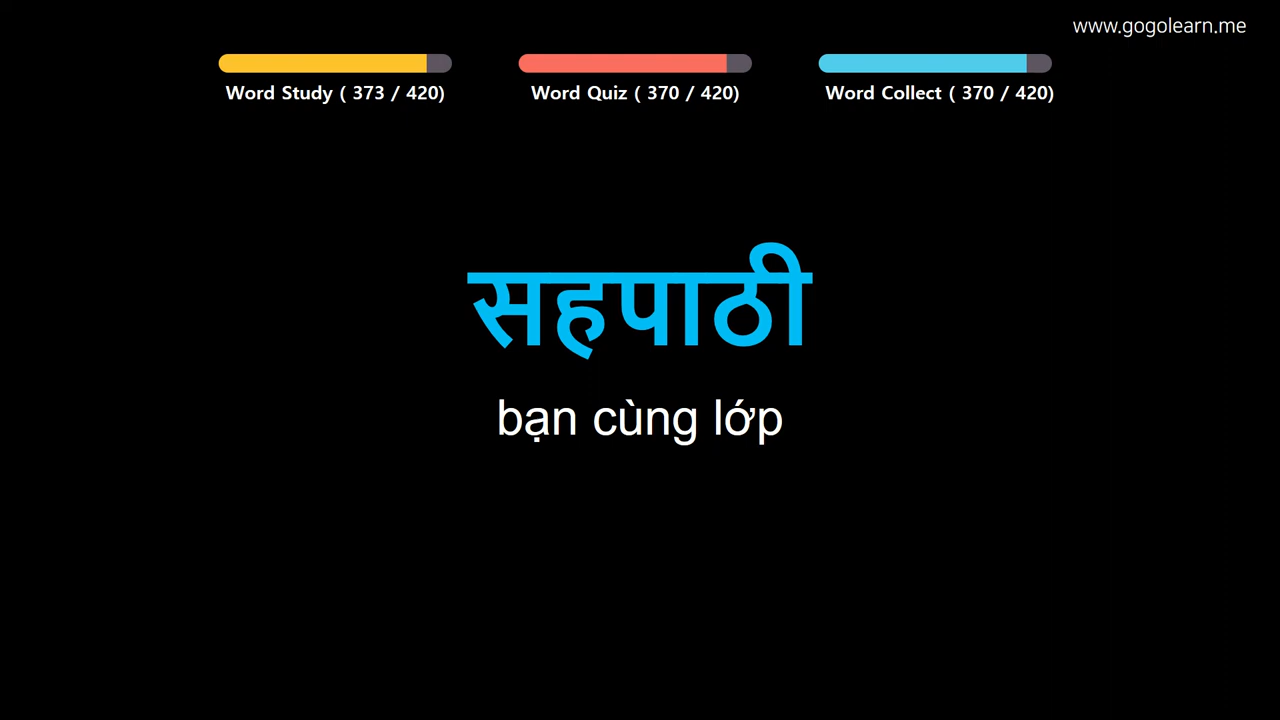 www.gogolearn.me
Word Study ( 373 / 420)
Word Quiz ( 370 / 420)
Word Collect ( 370 / 420)
सहपाठी
bạn cùng lớp